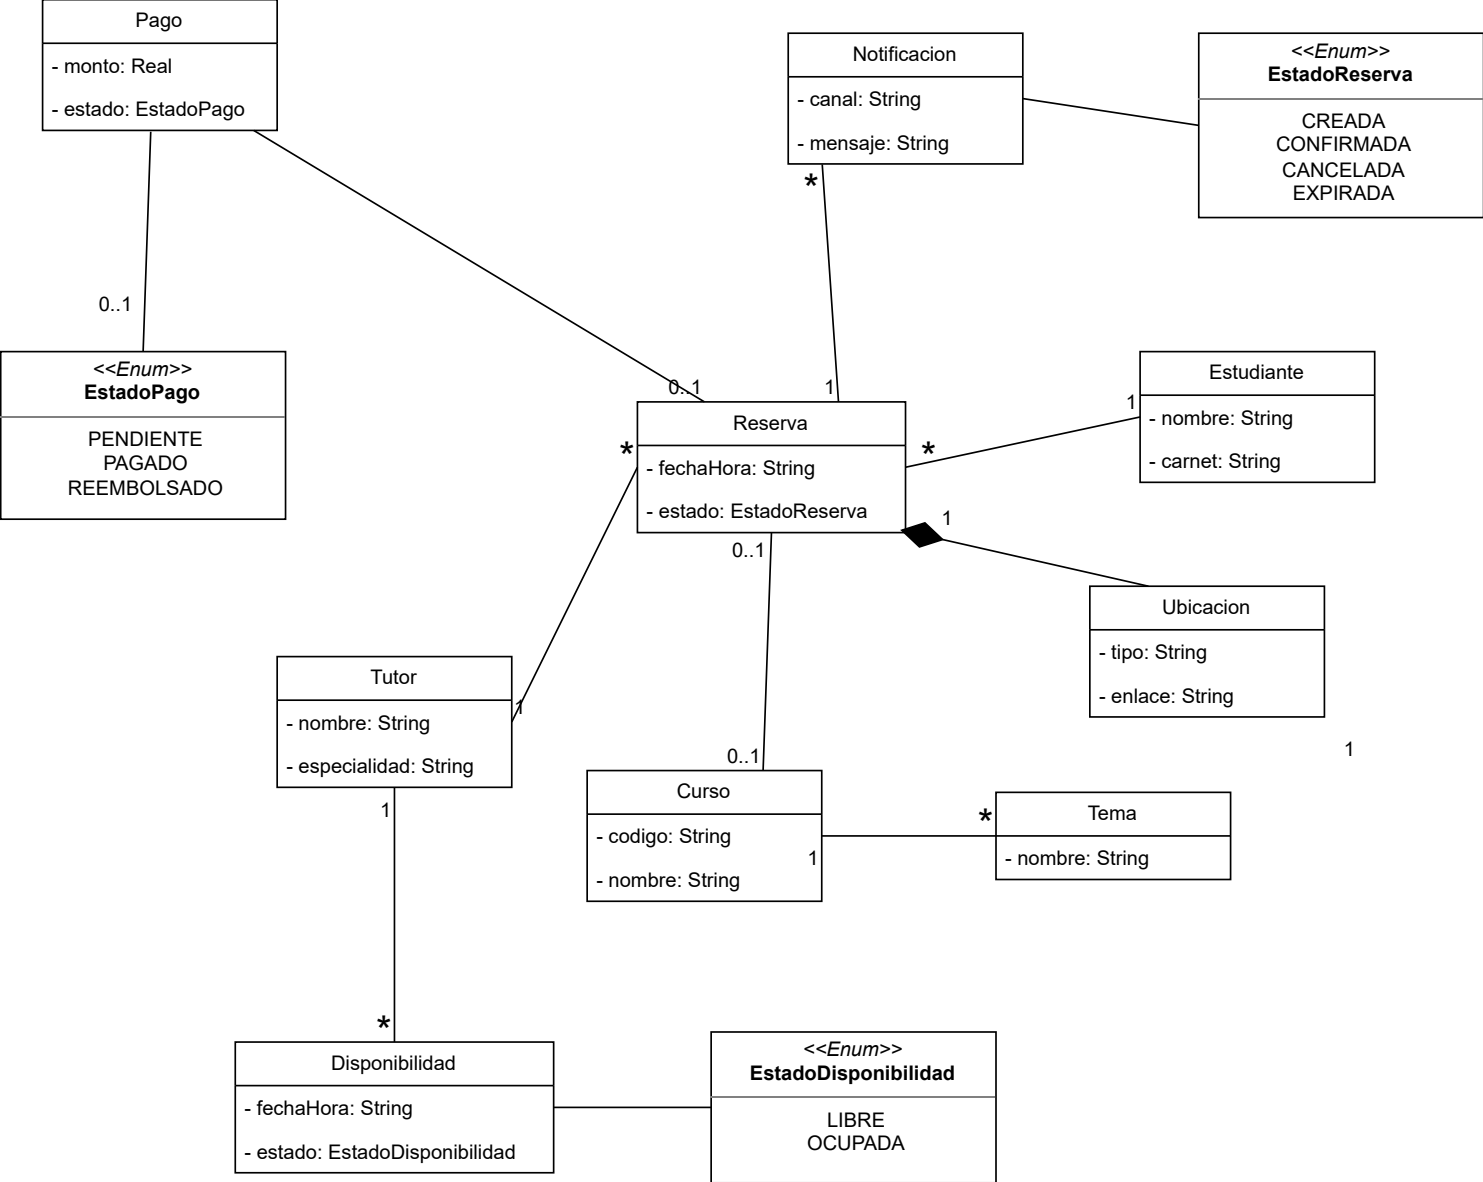 Pago
- monto: Real
- estado: EstadoPago
Notificacion
- canal: String
- mensaje: String
*
<<Enum>>
EstadoReserva
CREADA
CONFIRMADA
CANCELADA
EXPIRADA
0..1
<<Enum>>
EstadoPago
PENDIENTE
PAGADO
REEMBOLSADO
0..1
1
Reserva
- fechaHora: String
- estado: EstadoReserva
*
*
1
Estudiante
- nombre: String
- carnet: String
1
0..1
Ubicacion
- tipo: String
- enlace: String
1
Tutor
- nombre: String
- especialidad: String
1
1
0..1
Curso
- codigo: String
- nombre: String
1
*
Tema
- nombre: String
*
Disponibilidad
- fechaHora: String
- estado: EstadoDisponibilidad
<<Enum>>
EstadoDisponibilidad
LIBRE
OCUPADA